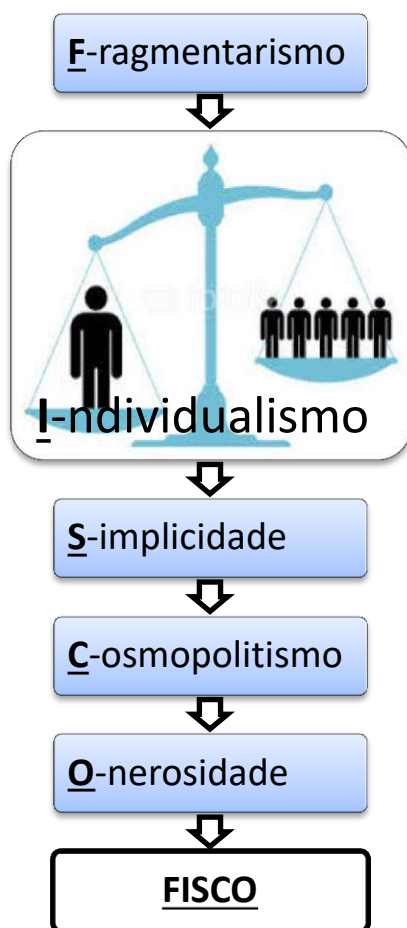 F-ragmentarismo
I-ndividualismo
S-implicidade
C-osmopolitismo
O-nerosidade
FISCO